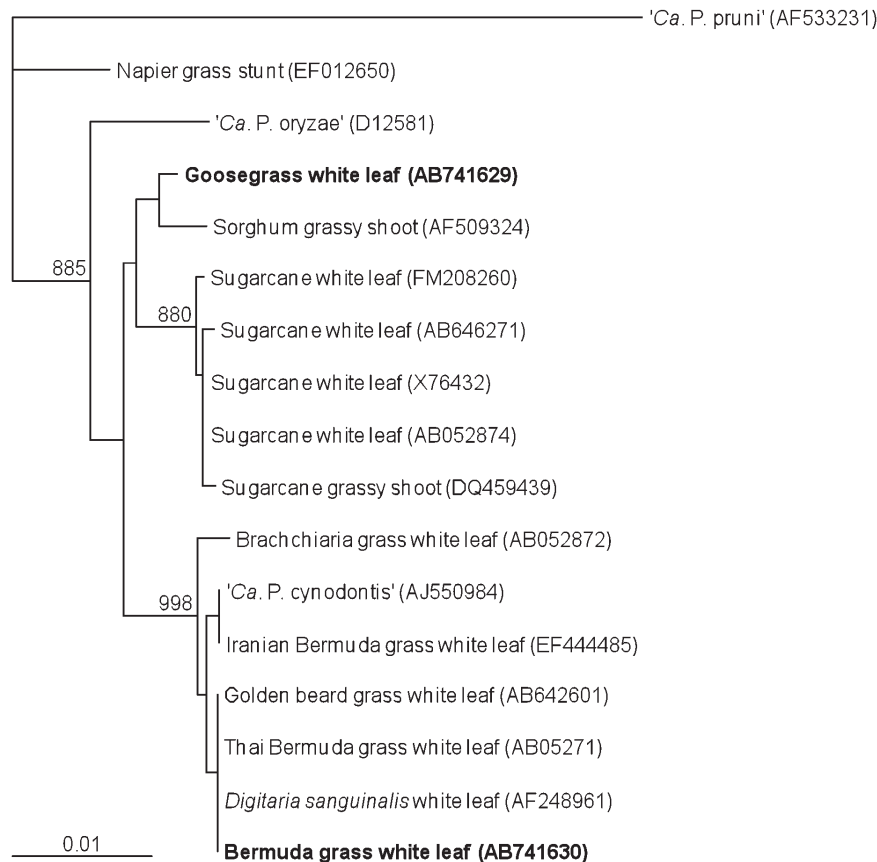 'Ca. P. pruni' (AF533231)
Napier grass stunt (EF012650)
'Ca. P. oryzae' (D12581)
Goosegrass white leaf (AB741629)
Sorghum grassy shoot (AF509324)
885
Sugarcane white leaf (FM208260)
880
Sugarcane white leaf (AB646271)
Sugarcane white leaf (X76432)
Sugarcane white leaf (AB052874)
Sugarcane grassy shoot (DQ459439)
Brachchiaria grass white leaf (AB052872)
'Ca. P. cynodontis' (AJ550984)
998
Iranian Bermuda grass white leaf (EF444485)
Golden beard grass white leaf (AB642601)
Thai Bermuda grass white leaf (AB05271)
Digitaria sanguinalis white leaf (AF248961)
0.01
Bermuda grass white leaf (AB741630)